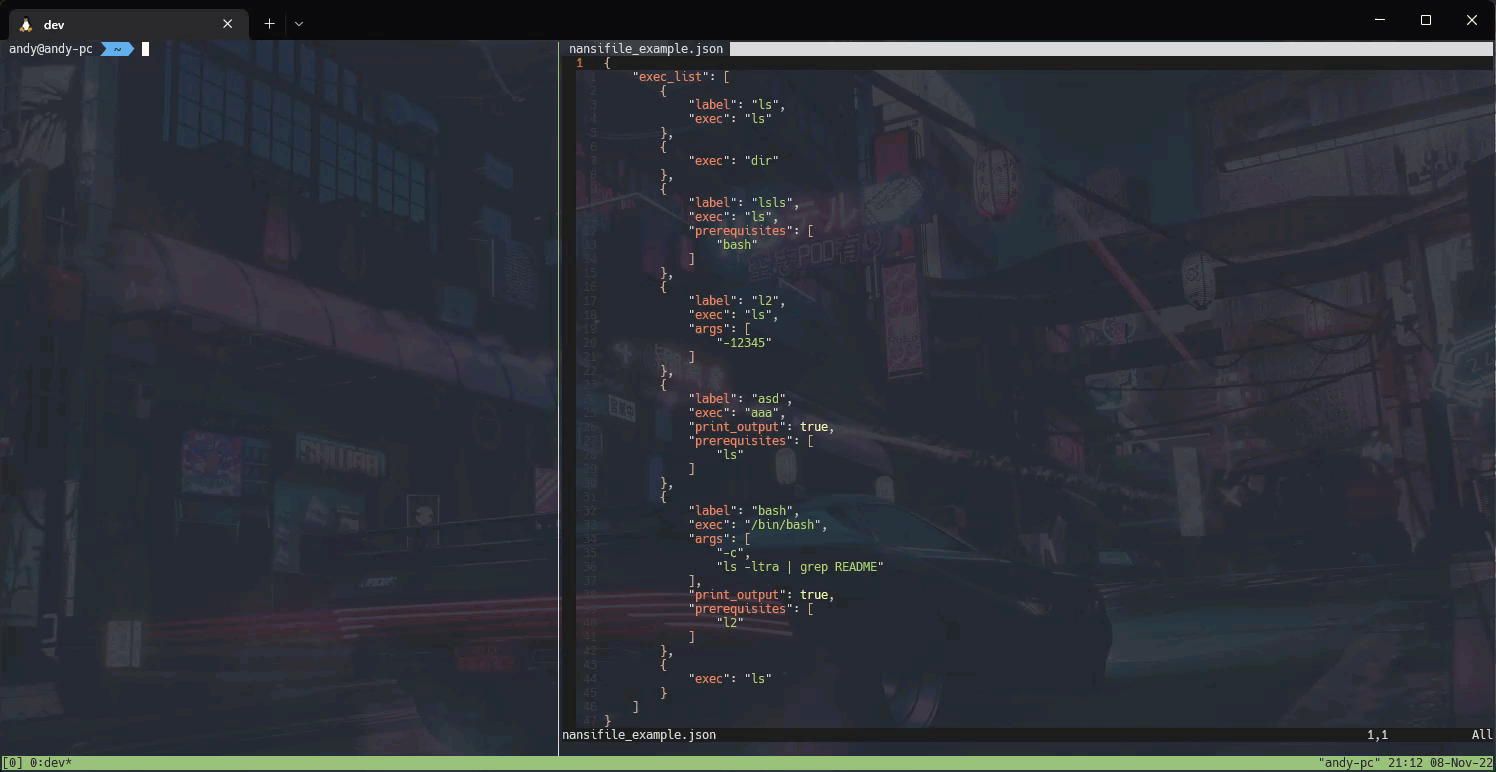 dev
andy@andy-pc ~
nansifile_example.json
1 {
1 "exec_list": [
2 {
3 "label": "ls",
4 "exec": "ls"
5 },
6 {
7 "exec": "dir"
8 },
9 {
10 "label": "lsls",
11 "exec": "ls",
12 "prerequisites": [
13 "bash"
14 ]
15 },
16 {
17 "label": "l2",
18 "exec": "ls",
19 "args": [
20 "-12345"
21 ]
22 },
23 {
24 "label": "asd",
25 "exec": "aaa",
26 "print_output": true,
27 "prerequisites": [
28 "ls"
29 ]
30 },
31 {
32 "label": "bash",
33 "exec": "/bin/bash",
34 "args": [
35 "-c",
36 "ls -ltra | grep README"
37 ],
38 "print_output": true,
39 "prerequisites": [
40 "l2"
41 ]
42 },
43 {
44 "exec": "ls"
45 }
46 ]
47 }
nansifile_example.json 1,1 All
[0] 0:dev* "andy-pc" 21:12 08-Nov-22